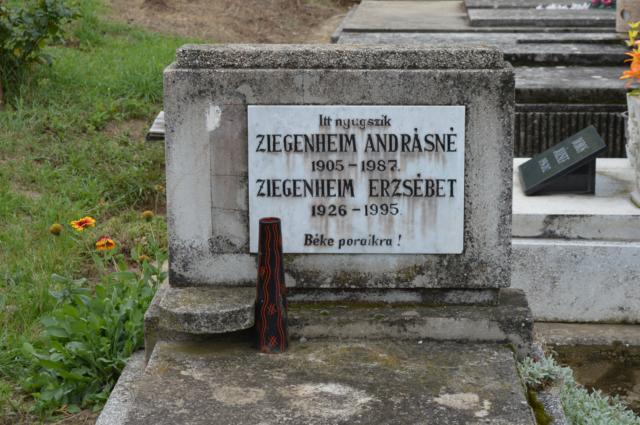 Itt nyugszik
ZIEGENHEIM ANDRÁSNÉ
1905 – 1987.
ZIEGENHEIM ERZSÉBET
1926 – 1995.
Béke poraikra !